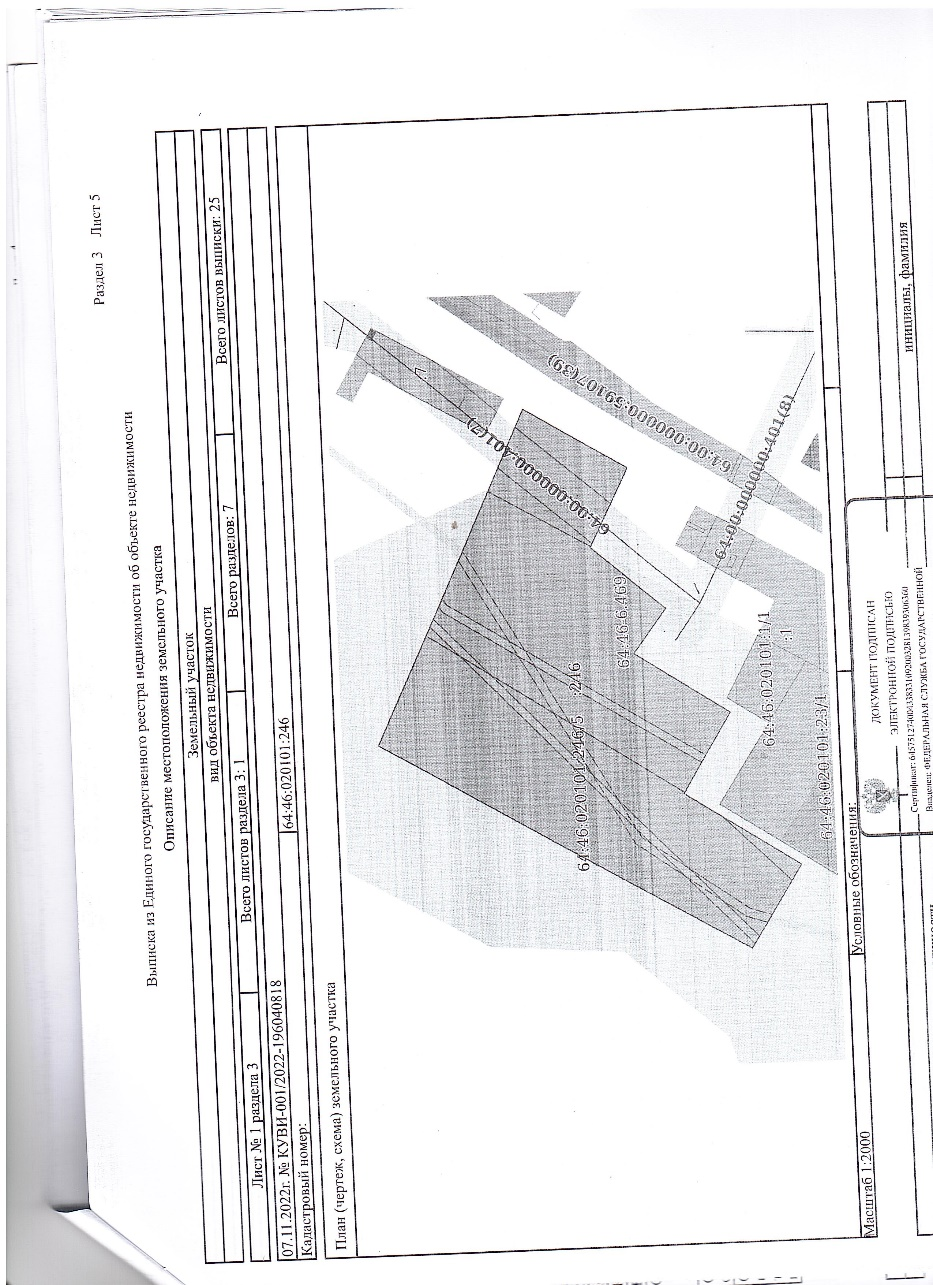 Раздел 3 Лист 5
Выписка из Единого государственного реестра недвижимости об объекте недвижимости
Описание местоположения земельного участка
Земельный участок
вид объекта недвижимости
Лист № 1 раздела 3 Всего листов раздела 3: 1 Всего разделов: 7 Всего листов выписки: 25
07.11.2022г. № КУВИ-001/2022-196040818
Кадастровый номер: 64:46:020101:246
План (чертеж, схема) земельного участка
:7
64:00:000000:401(7)
64:00:000000:59107(39)
64:00:000000:401(8)
64:46-6.469
64:46:020101:246/5 :246
64:46:020101:1/1
:1
64:46:020101:23/1
Масштаб 1:2000 Условные обозначения:
ДОКУМЕНТ ПОДПИСАН
ЭЛЕКТРОННОЙ ПОДПИСЬЮ
Владелец: ФЕДЕРАЛЬНАЯ СЛУЖБА ГОСУДАРСТВЕННОЙ
инициалы, фамилия